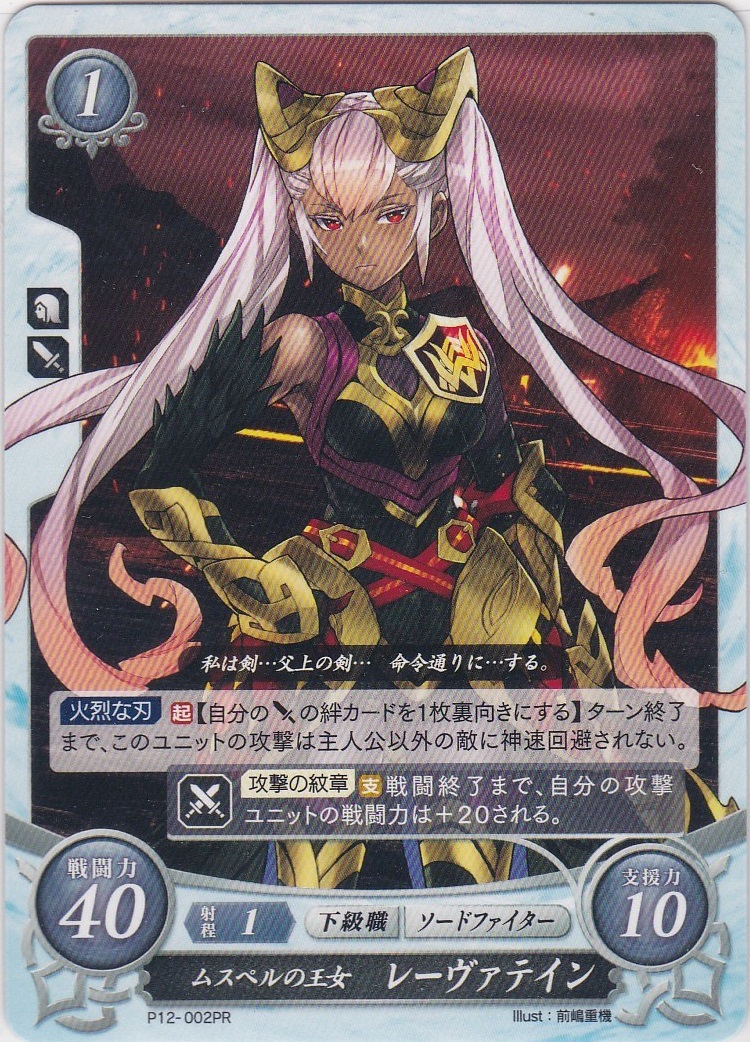 1
私は剣…父上の剣… 命令通りに…する。
火烈な刃 起【自分の の絆カードを1枚裏向きにする】ターン終了
まで、このユニットの攻撃は主人公以外の敵に神速回避されない。
攻撃の紋章 支 戦闘終了まで、自分の攻撃
ユニットの戦闘力は+20される。
戦闘力
40
射程 1 下級職 ソードファイター
支援力
10
ムスペルの王女 レーヴァテイン
P12-002PR
Illust：前嶋重機